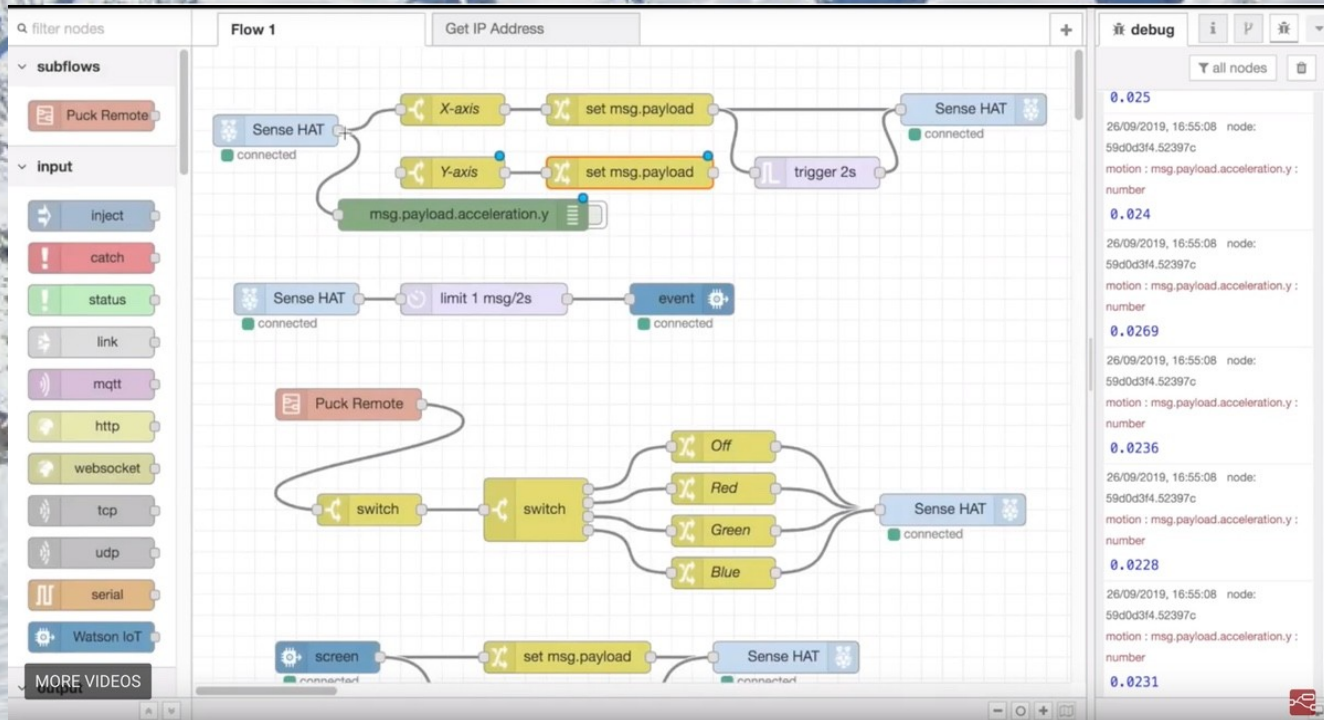 filter nodes
Flow 1
Get IP Address
debug
all nodes
subflows
Puck Remote
input
inject
catch
status
link
mqtt
http
websocket
tcp
udp
serial
Watson IoT
MORE VIDEOS
output
Sense HAT
connected
X-axis
set msg.payload
Sense HAT
connected
Y-axis
set msg.payload
trigger 2s
msg.payload.acceleration.y
Sense HAT
connected
limit 1 msg/2s
event
connected
Puck Remote
switch
switch
Off
Red
Green
Blue
Sense HAT
connected
screen
connected
set msg.payload
Sense HAT
connected
0.025
26/09/2019, 16:55:08 node:
59d0d3f4.52397c
motion : msg.payload.acceleration.y :
number
0.024
26/09/2019, 16:55:08 node:
59d0d3f4.52397c
motion : msg.payload.acceleration.y :
number
0.0269
26/09/2019, 16:55:08 node:
59d0d3f4.52397c
motion : msg.payload.acceleration.y :
number
0.0236
26/09/2019, 16:55:08 node:
59d0d3f4.52397c
motion : msg.payload.acceleration.y :
number
0.0228
26/09/2019, 16:55:08 node:
59d0d3f4.52397c
motion : msg.payload.acceleration.y :
number
0.0231